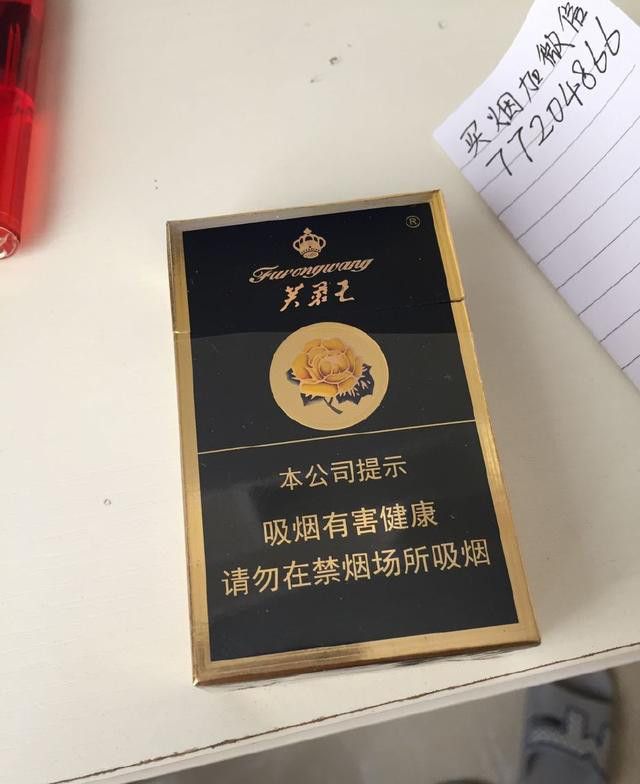 买烟加微信
77204866
®
Furongwang
芙蓉王
本公司提示
吸烟有害健康
请勿在禁烟场所吸烟